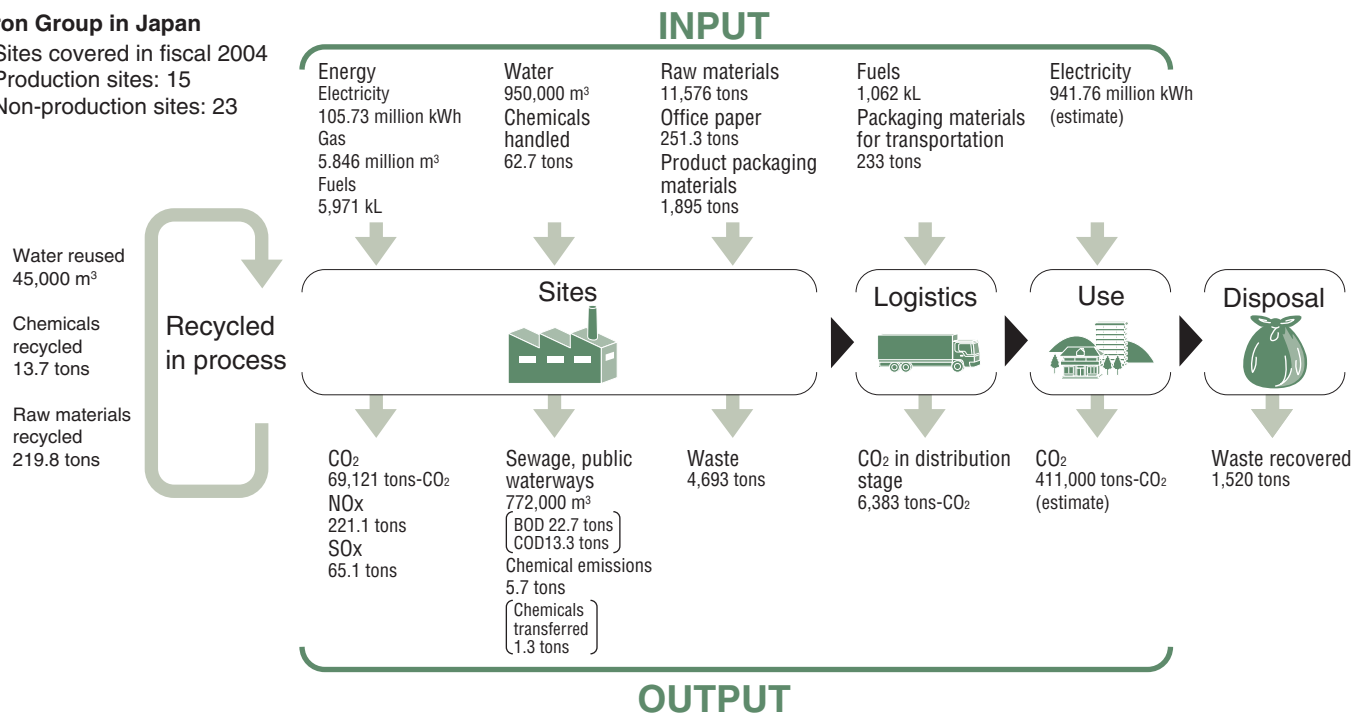 on Group in Japan
Sites covered in fiscal 2004
Production sites: 15
Non-production sites: 23
INPUT
Energy
Electricity
105.73 million kWh
Gas
5.846 million m³
Fuels
5,971 kL
Water
950,000 m³
Chemicals
handled
62.7 tons
Raw materials
11,576 tons
Office paper
251.3 tons
Product packaging
materials
1,895 tons
Fuels
1,062 kL
Packaging materials
for transportation
233 tons
Electricity
941.76 million kWh
(estimate)
Water reused
45,000 m³
Chemicals
recycled
13.7 tons
Raw materials
recycled
219.8 tons
Recycled
in process
Sites
Logistics
Use
Disposal
CO₂
69,121 tons-CO₂
NOx
221.1 tons
SOx
65.1 tons
Sewage, public
waterways
772,000 m³
BOD 22.7 tons
COD13.3 tons
Chemical emissions
5.7 tons
Chemicals
transferred
1.3 tons
Waste
4,693 tons
CO₂ in distribution
stage
6,383 tons-CO₂
CO₂
411,000 tons-CO₂
(estimate)
Waste recovered
1,520 tons
OUTPUT